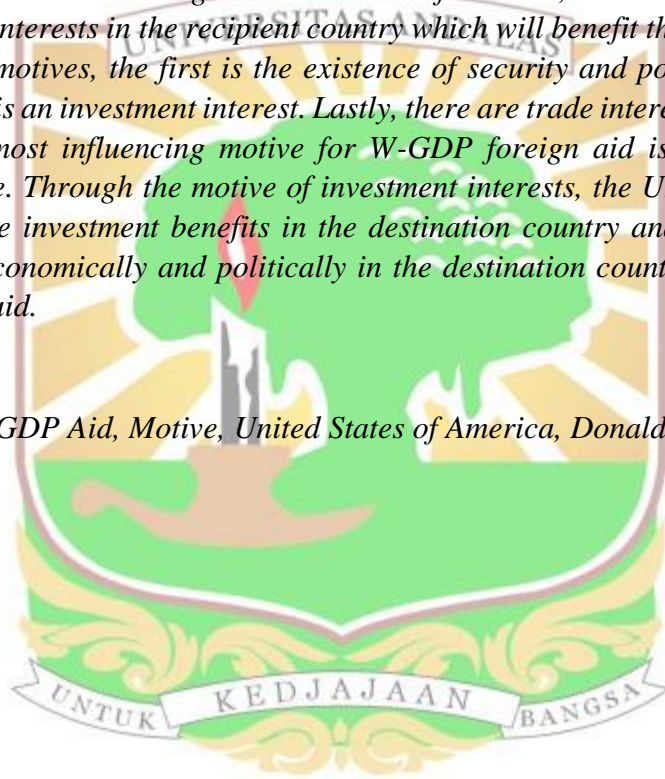 interests in the recipient country which will benefit th
UNIVERSITAS ANDALAS
motives, the first is the existence of security and po
is an investment interest. Lastly, there are trade intere
most influencing motive for W-GDP foreign aid is
e. Through the motive of investment interests, the U
e investment benefits in the destination country and
conomically and politically in the destination count
aid.
GDP Aid, Motive, United States of America, Donald
UNTUK KEDJAJAAN BANGSA